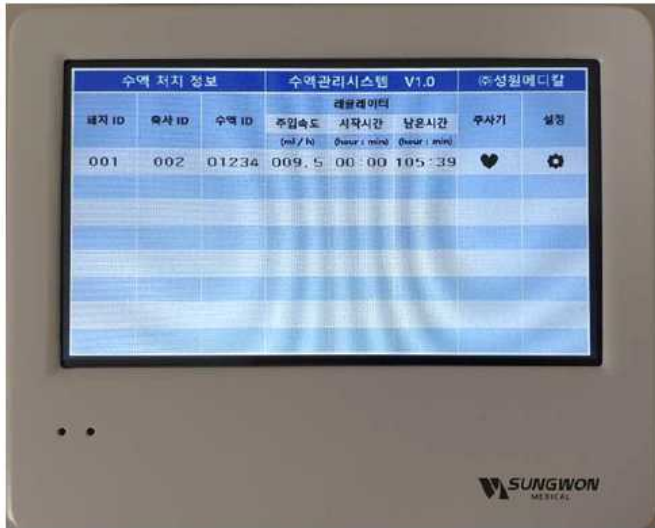 수액 처치 정보 수액관리시스템 V1.0 ㈜성원메디칼
레귤레이터
돼지 ID 축사 ID 수액 ID 주입속도 시작시간 남은시간 주사기 설정
(ml / h) (hour : min) (hour : min)
001 002 01234 009.5 00:00 105:39
SUNGWON
MEDICAL